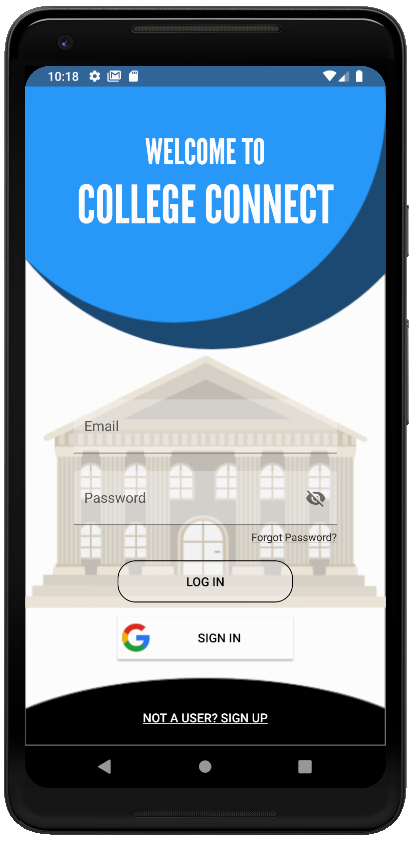 10:18
WELCOME TO
COLLEGE CONNECT
Email
Password
Forgot Password?
LOG IN
SIGN IN
NOT A USER? SIGN UP